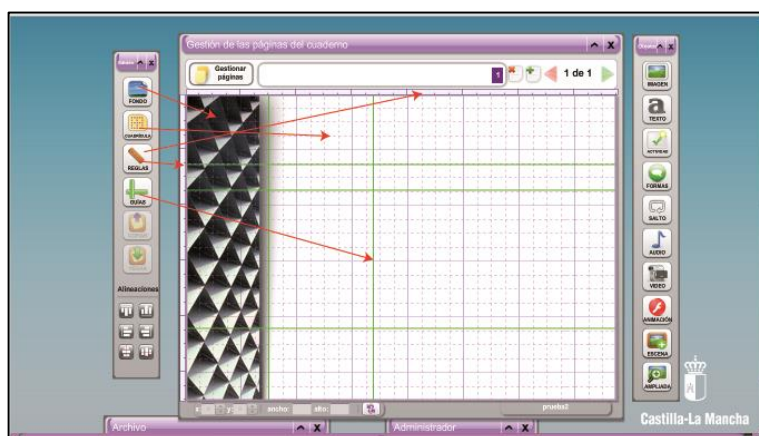 Gestión de las páginas del cuaderno
Gestionar
páginas
1
1 de 1
FONDO
CUADRÍCULA
REGLAS
GUÍAS
Alineaciones
IMAGEN
TEXTO
ACTIVIDAD
FORMAS
SALTO
AUDIO
VIDEO
ANIMACIÓN
ESCENA
AMPLIADA
x:
y:
ancho:
alto:
prueba2
Castilla-La Mancha
Archivo
Administrador